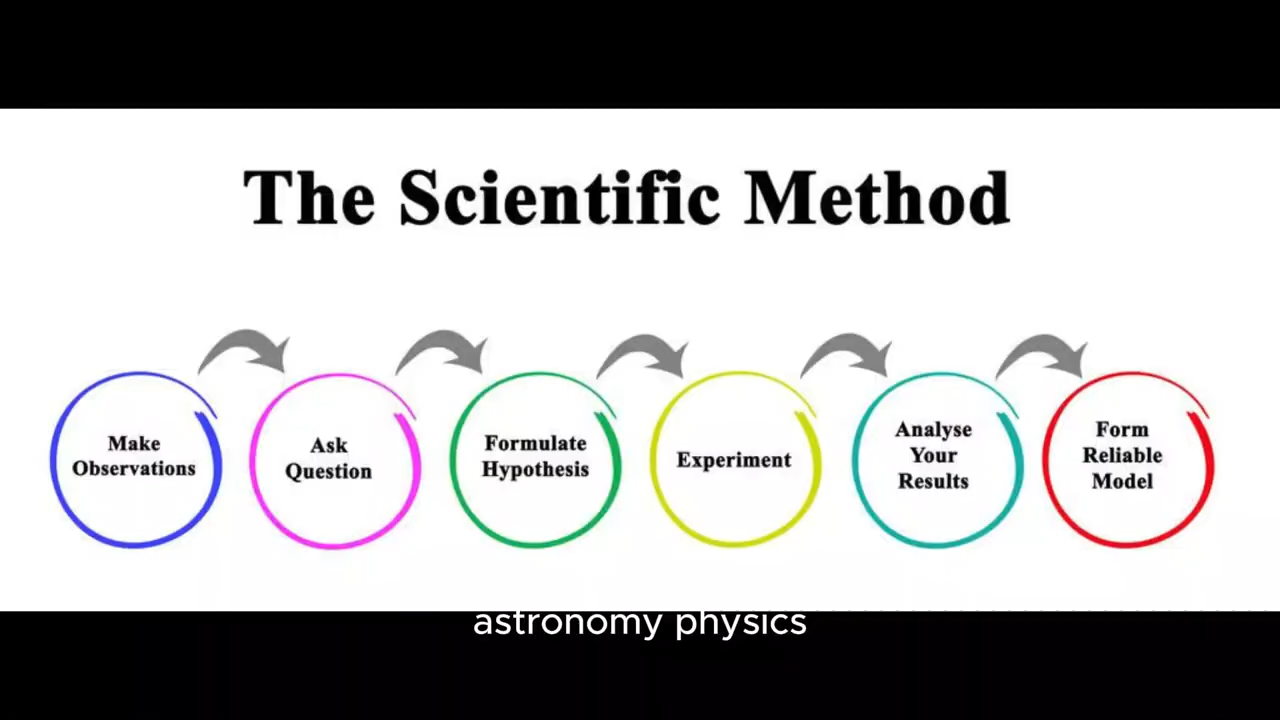 The Scientific Method
Make
Observations
Ask
Question
Formulate
Hypothesis
Experiment
Analyse
Your
Results
Form
Reliable
Model
astronomy physics